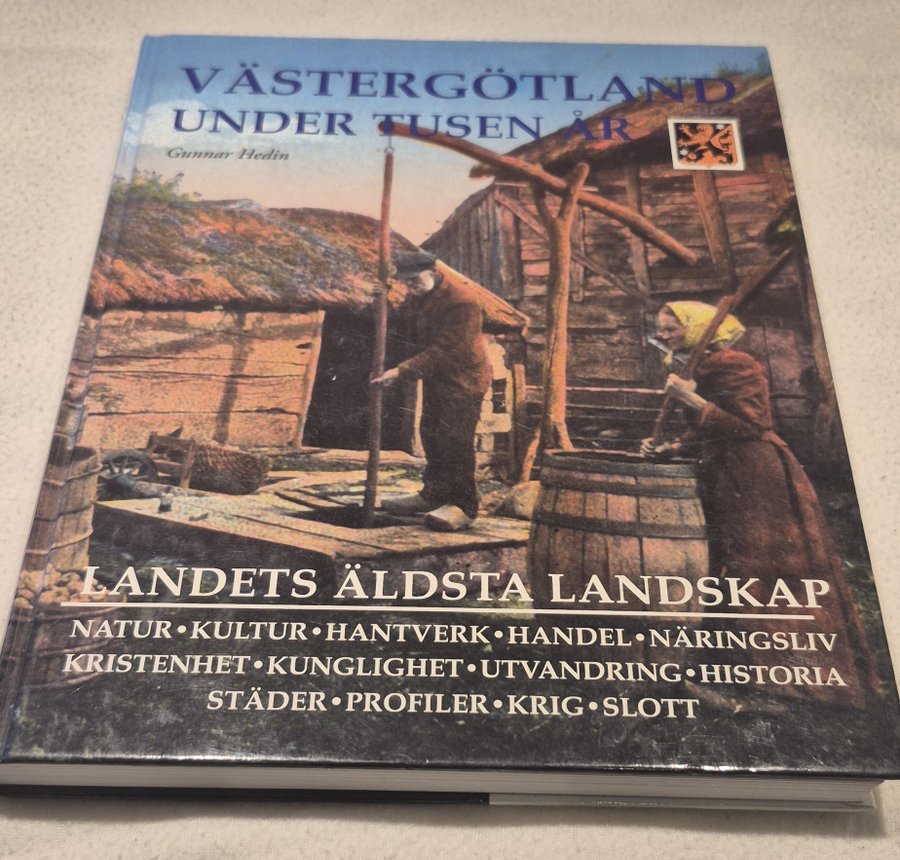 VÄSTERGÖTLAND
UNDER TUSEN ÅR
Gunnar Hedin
LANDETS ÄLDSTA LANDSKAP
NATUR•KULTUR•HANTVERK•HANDEL•NÄRINGSLIV
KRISTENHET•KUNGLIGHET•UTVANDRING•HISTORIA
STÄDER•PROFILER•KRIG•SLOTT